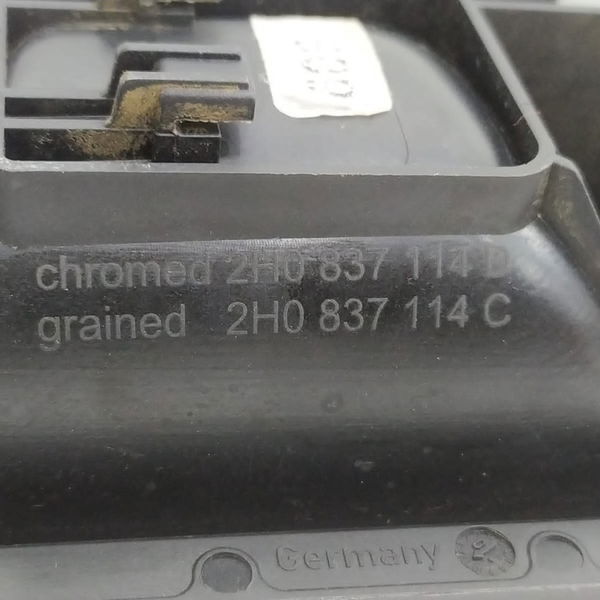 chromed 2H0 837 114 D
grained 2H0 837 114 C
Germany